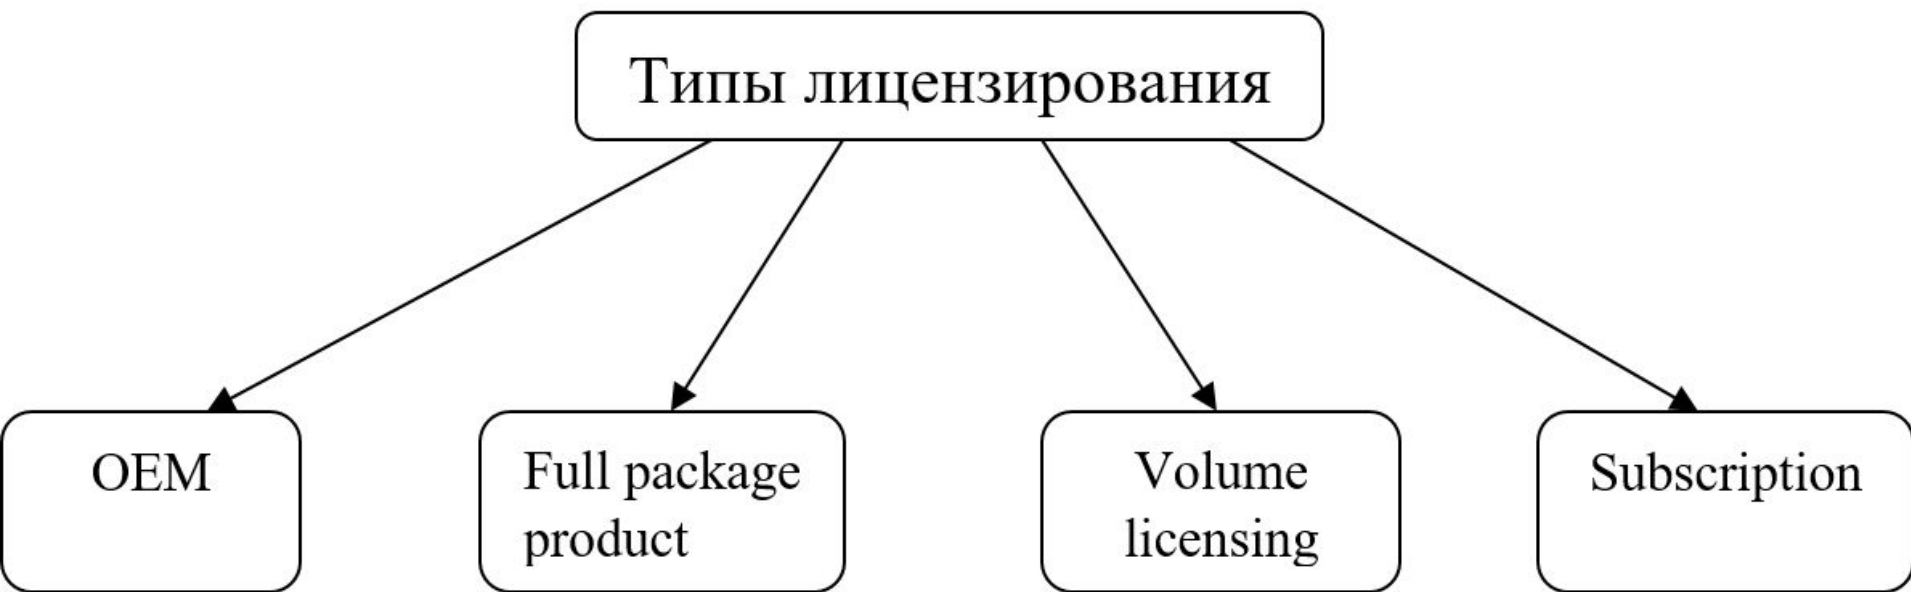 Типы лицензирования
OEM
Full package
product
Volume
licensing
Subscription